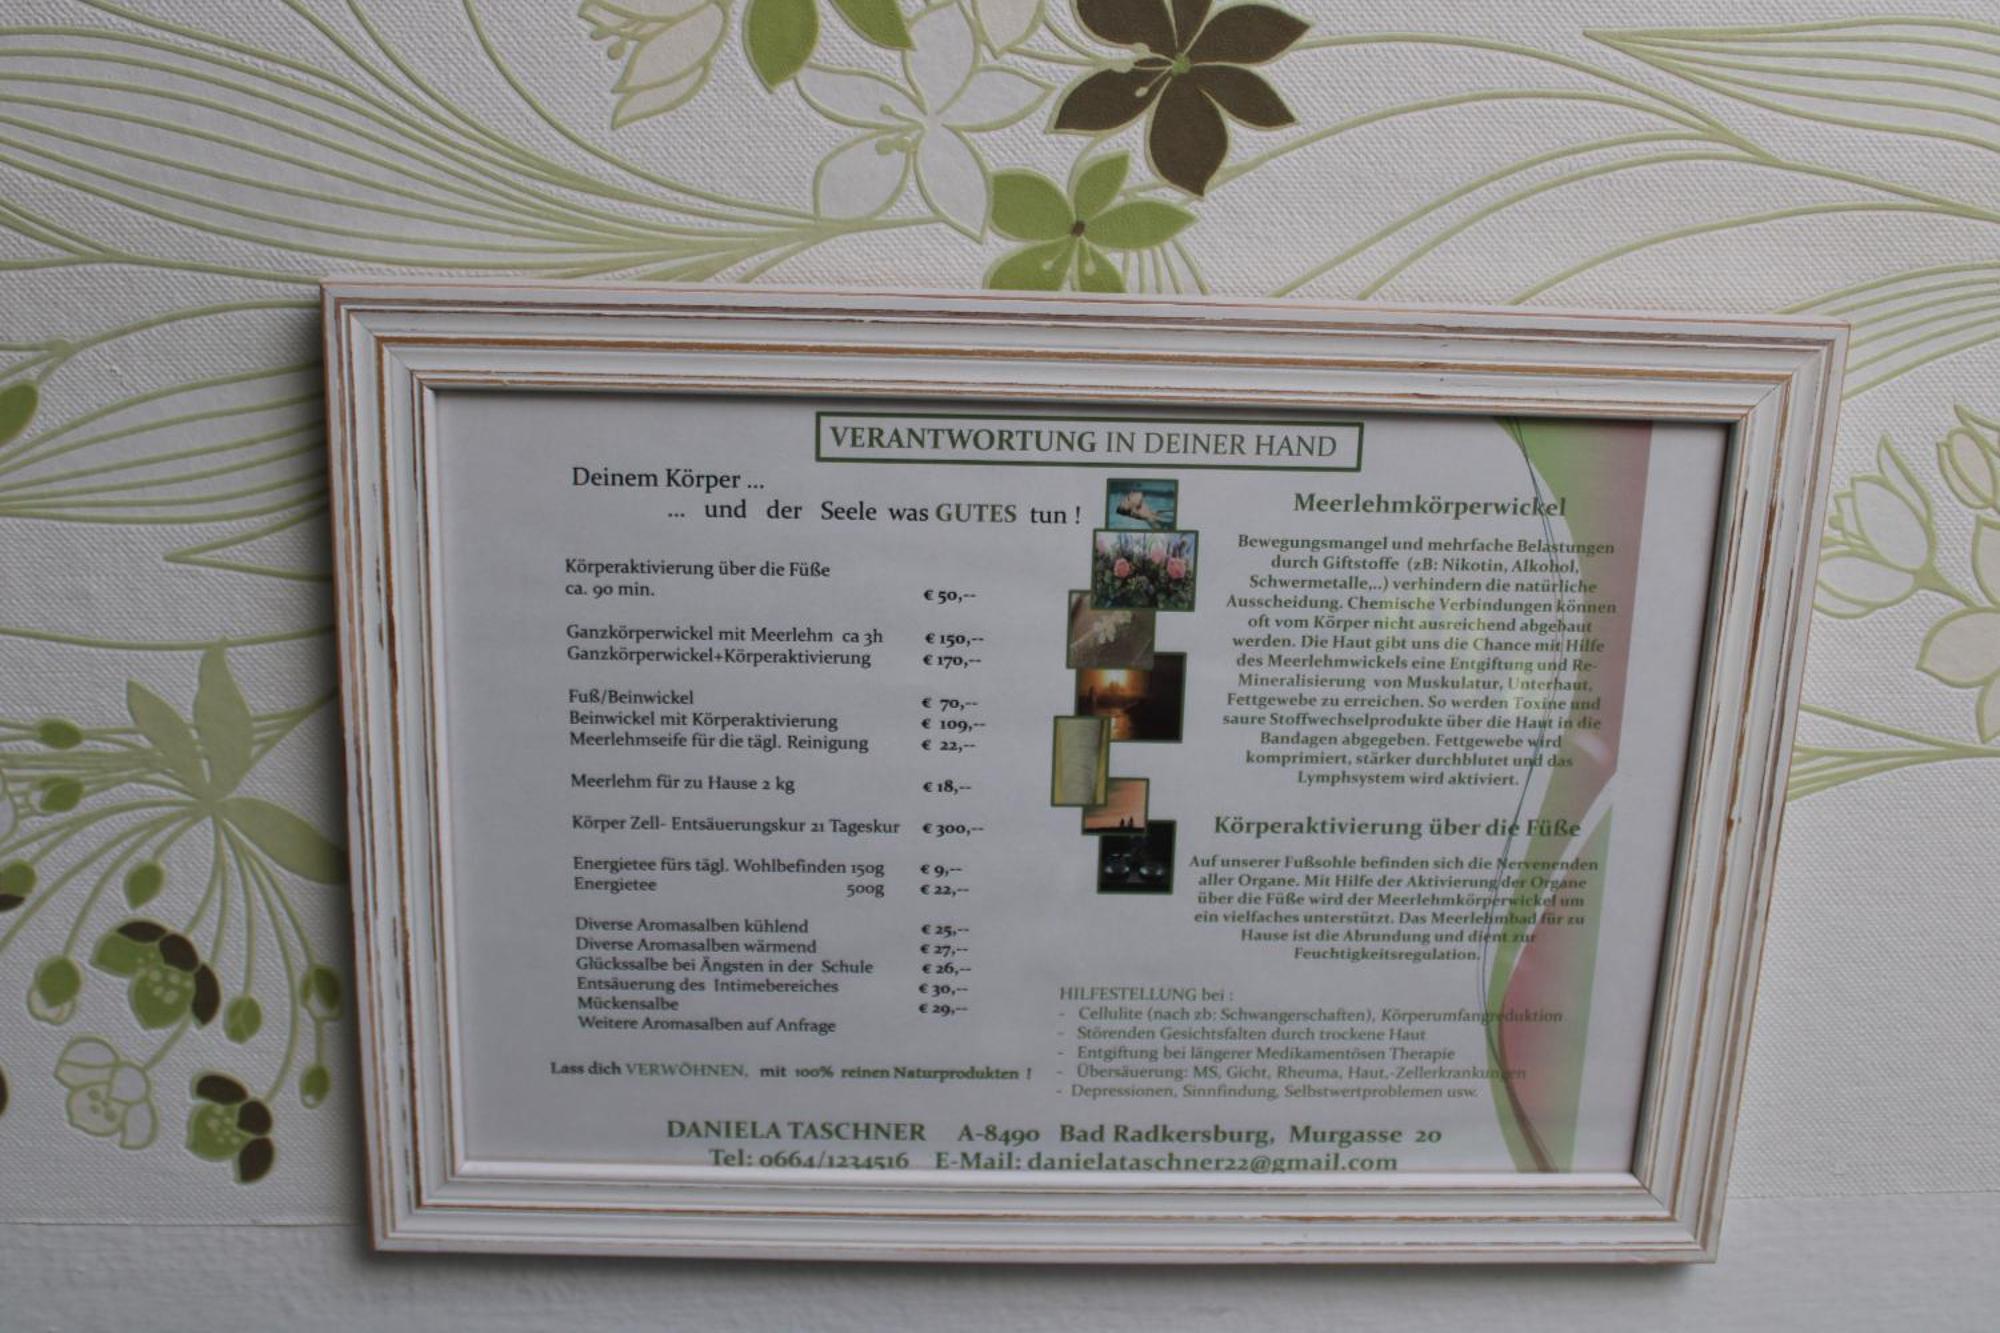 VERANTWORTUNG IN DEINER HAND
Deinem Körper ...
... und der Seele was GUTES tun !
Körperaktivierung über die Füße
ca. 90 min. € 50,--
Ganzkörperwickel mit Meerlehm ca 3h € 150,--
Ganzkörperwickel+Körperaktivierung € 170,--
Fuß/Beinwickel € 70,--
Beinwickel mit Körperaktivierung € 109,--
Meerlehmseife für die tägl. Reinigung € 22,--
Meerlehm für zu Hause 2 kg € 18,--
Körper Zell- Entsäuerungskur 21 Tageskur € 300,--
Energietee fürs tägl. Wohlbefinden 150g € 9,--
Energietee 500g € 22,--
Diverse Aromasalben kühlend € 25,--
Diverse Aromasalben wärmend € 27,--
Glückssalbe bei Ängsten in der Schule € 26,--
Entsäuerung des Intimebereiches € 30,--
Mückensalbe € 29,--
Weitere Aromasalben auf Anfrage
Lass dich VERWÖHNEN, mit 100% reinen Naturprodukten !
Meerlehmkörperwickel
Bewegungsmangel und mehrfache Belastungen
durch Giftstoffe (zB: Nikotin, Alkohol,
Schwermetalle,..) verhindern die natürliche
Ausscheidung. Chemische Verbindungen können
oft vom Körper nicht ausreichend abgebaut
werden. Die Haut gibt uns die Chance mit Hilfe
des Meerlehmwickels eine Entgiftung und Re-
Mineralisierung von Muskulatur, Unterhaut,
Fettgewebe zu erreichen. So werden Toxine und
saure Stoffwechselprodukte über die Haut in die
Bandagen abgegeben. Fettgewebe wird
komprimiert, stärker durchblutet und das
Lymphsystem wird aktiviert.
Körperaktivierung über die Füße
Auf unserer Fußsohle befinden sich die Nervenenden
aller Organe. Mit Hilfe der Aktivierung der Organe
über die Füße wird der Meerlehmkörperwickel um
ein vielfaches unterstützt. Das Meerlehmbad für zu
Hause ist die Abrundung und dient zur
Feuchtigkeitsregulation.
HILFESTELLUNG bei :
- Cellulite (nach zb: Schwangerschaften), Körperumfangreduktion
- Störenden Gesichtsfalten durch trockene Haut
- Entgiftung bei längerer Medikamentösen Therapie
- Übersäuerung: MS, Gicht, Rheuma, Haut,-Zellerkrankungen
- Depressionen, Sinnfindung, Selbstwertproblemen usw.
DANIELA TASCHNER A-8490 Bad Radkersburg, Murgasse 20
Tel: 0664/1234516 E-Mail: danielataschner22@gmail.com